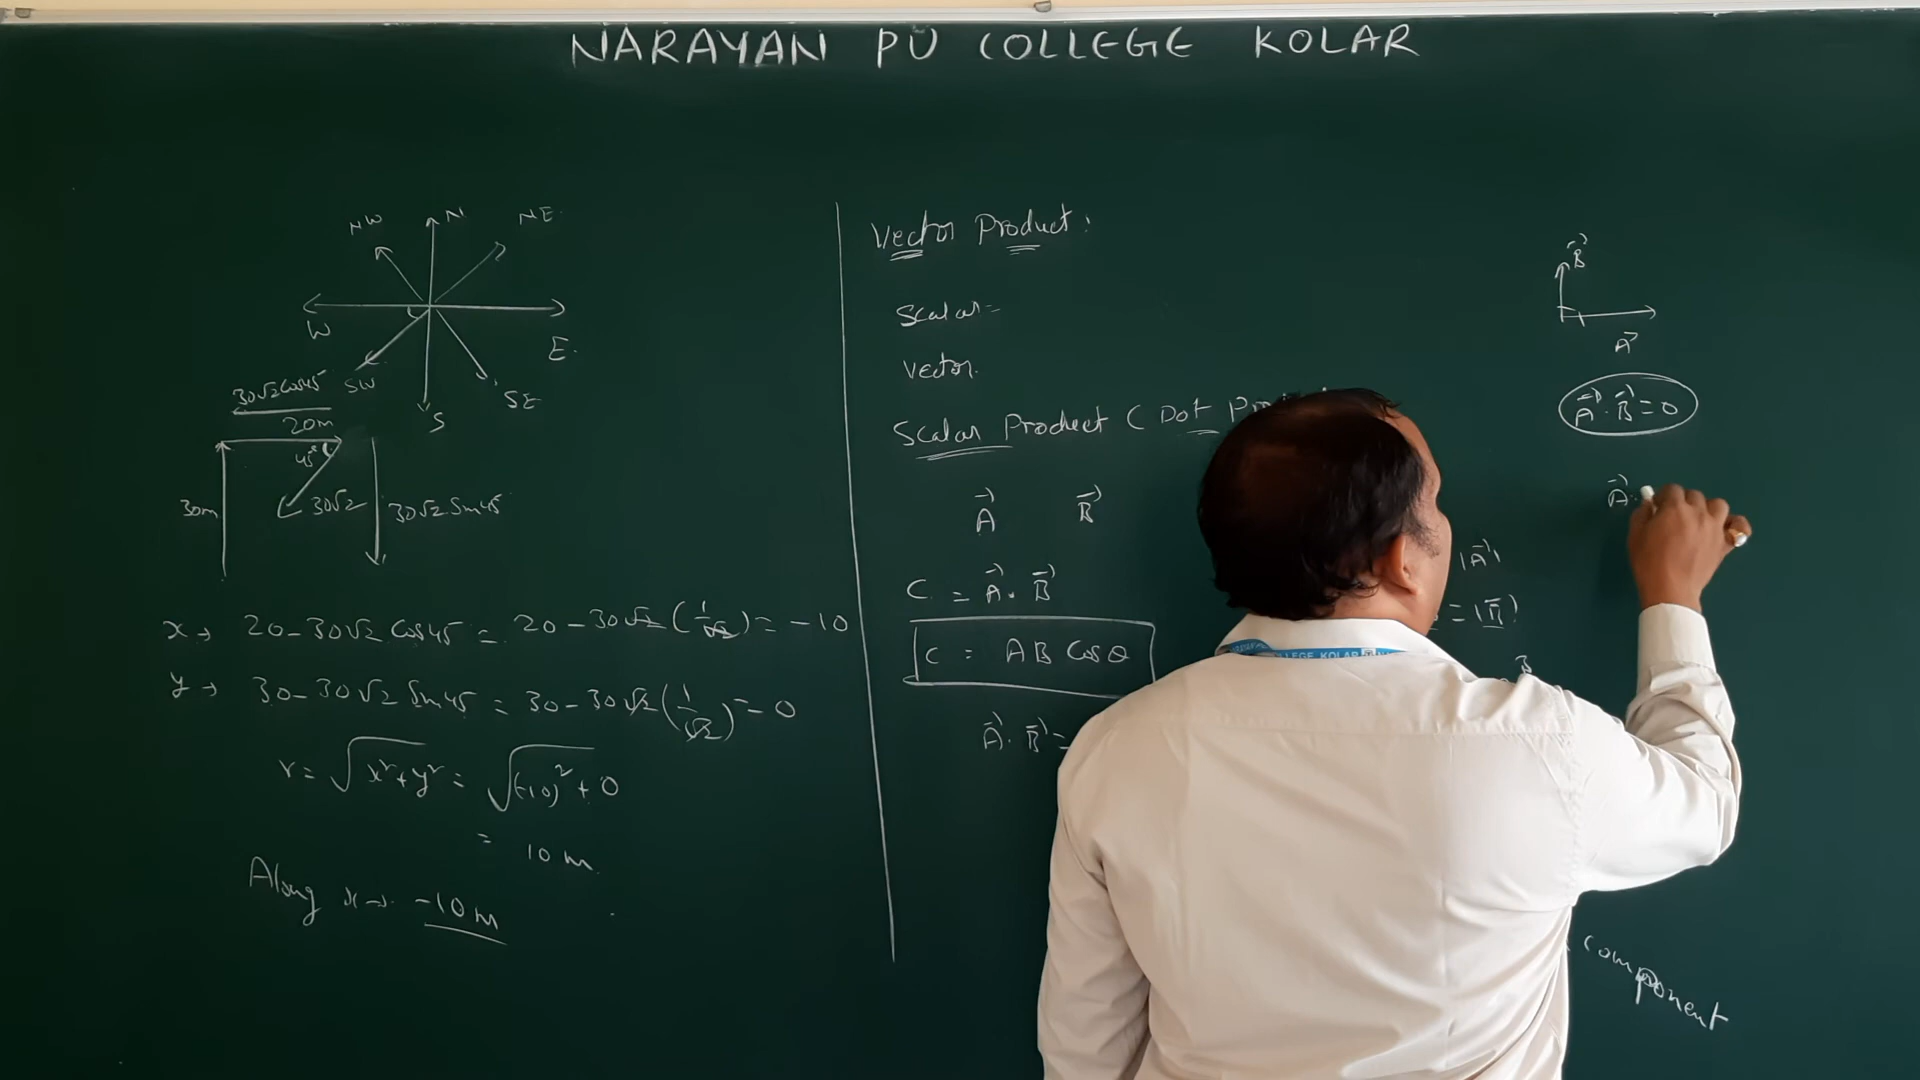 NARAYAN PU COLLEGE KOLAR
NW N NE
W E.
SW S SE
30√2 Cos45
20m
45°
30m 30√2 30√2 Sin45
x → 20 - 30√2 Cos45 = 20 - 30√2 (1/√2) = -10
y → 30 - 30√2 Sin45 = 30 - 30√2 (1/√2) = 0
r = √x²+y² = √(-10)²+0
= 10 m.
Along x → -10 m
Vector Product:
Scalar =
Vector.
Scalar Product ( Dot
A⃗ B⃗
C = A⃗ . B⃗
C = AB Cos θ
A⃗ . B⃗ =
B⃗
A⃗
A⃗ . B⃗ = 0
A⃗ .
|A⃗|
= |B⃗|
B
component
LLEGE KOLAR